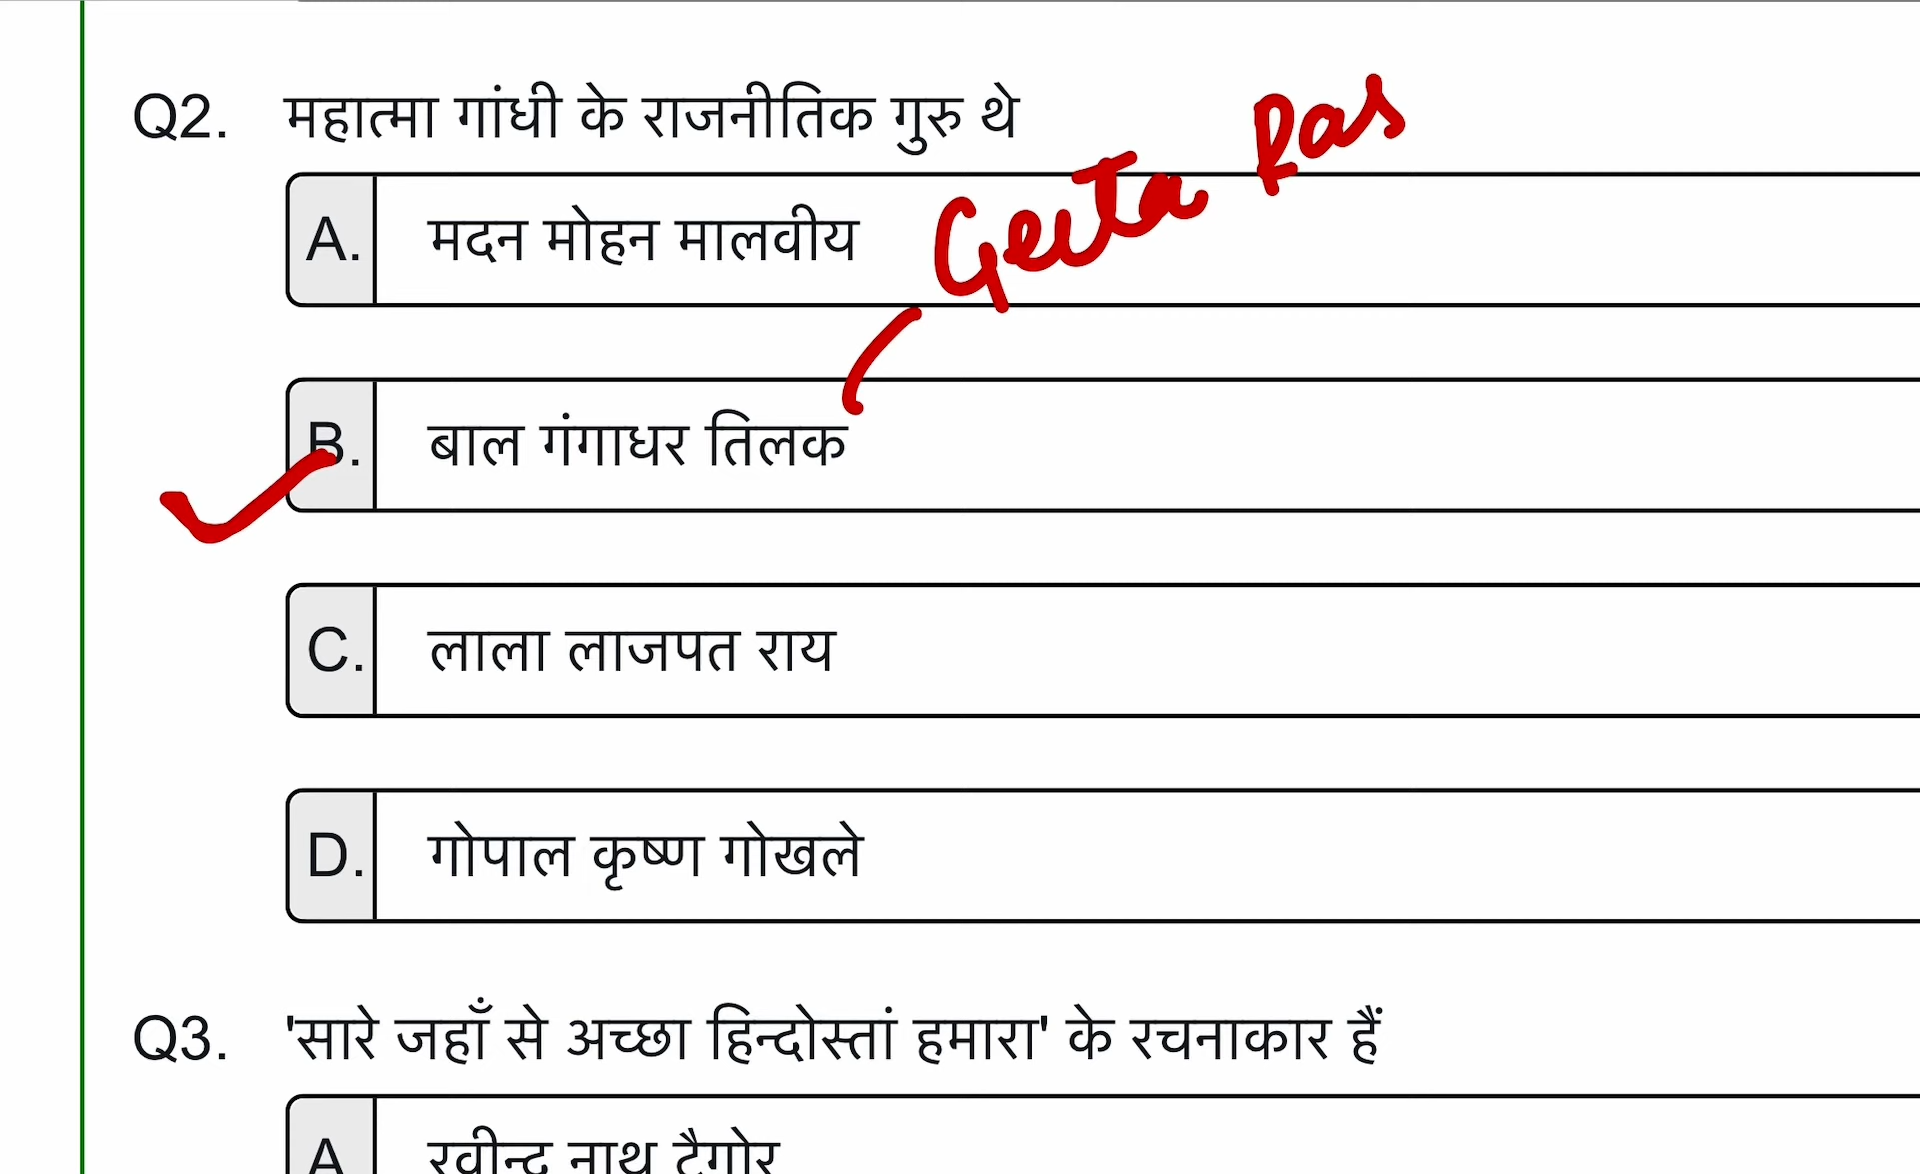 Q2. महात्मा गांधी के राजनीतिक गुरु थे
A. मदन मोहन मालवीय
Geeta Ras
B. बाल गंगाधर तिलक
C. लाला लाजपत राय
D. गोपाल कृष्ण गोखले
Q3. 'सारे जहाँ से अच्छा हिन्दोस्तां हमारा' के रचनाकार हैं
A रवीन्द्र नाथ टैगोर